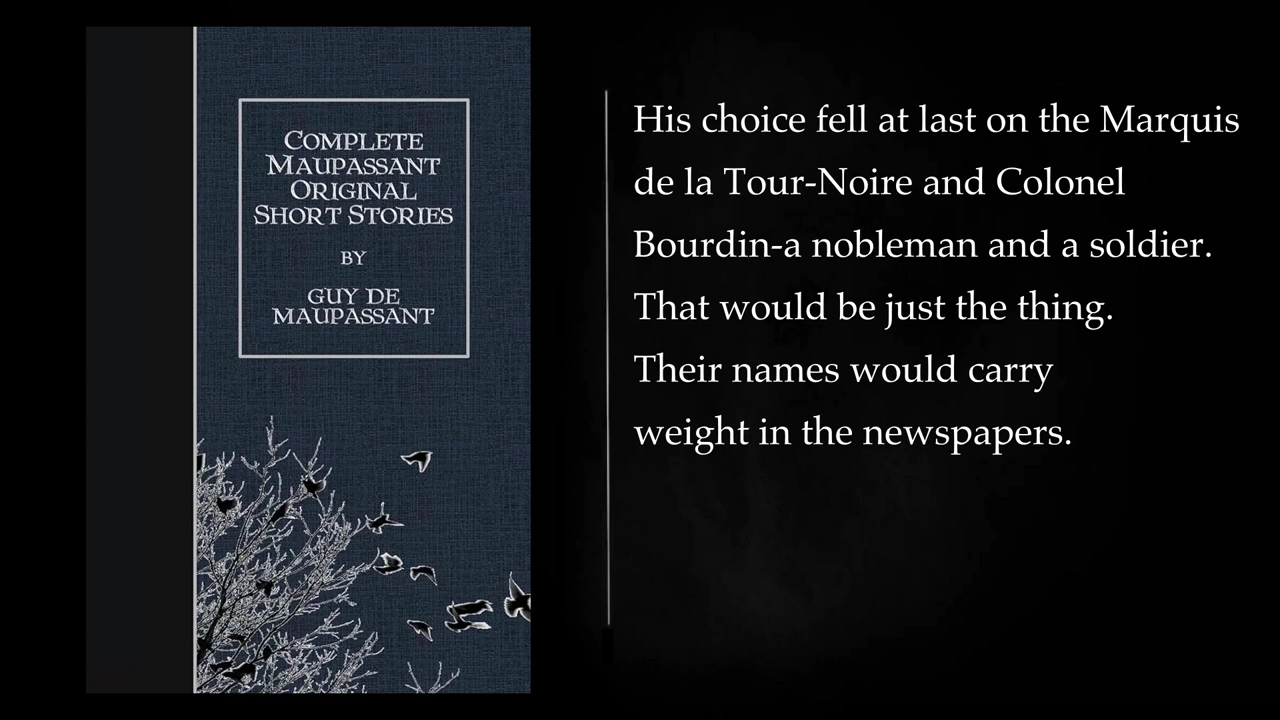 COMPLETE
MAUPASSANT
ORIGINAL
SHORT STORIES
BY
GUY DE
MAUPASSANT
His choice fell at last on the Marquis
de la Tour-Noire and Colonel
Bourdin-a nobleman and a soldier.
That would be just the thing.
Their names would carry
weight in the newspapers.